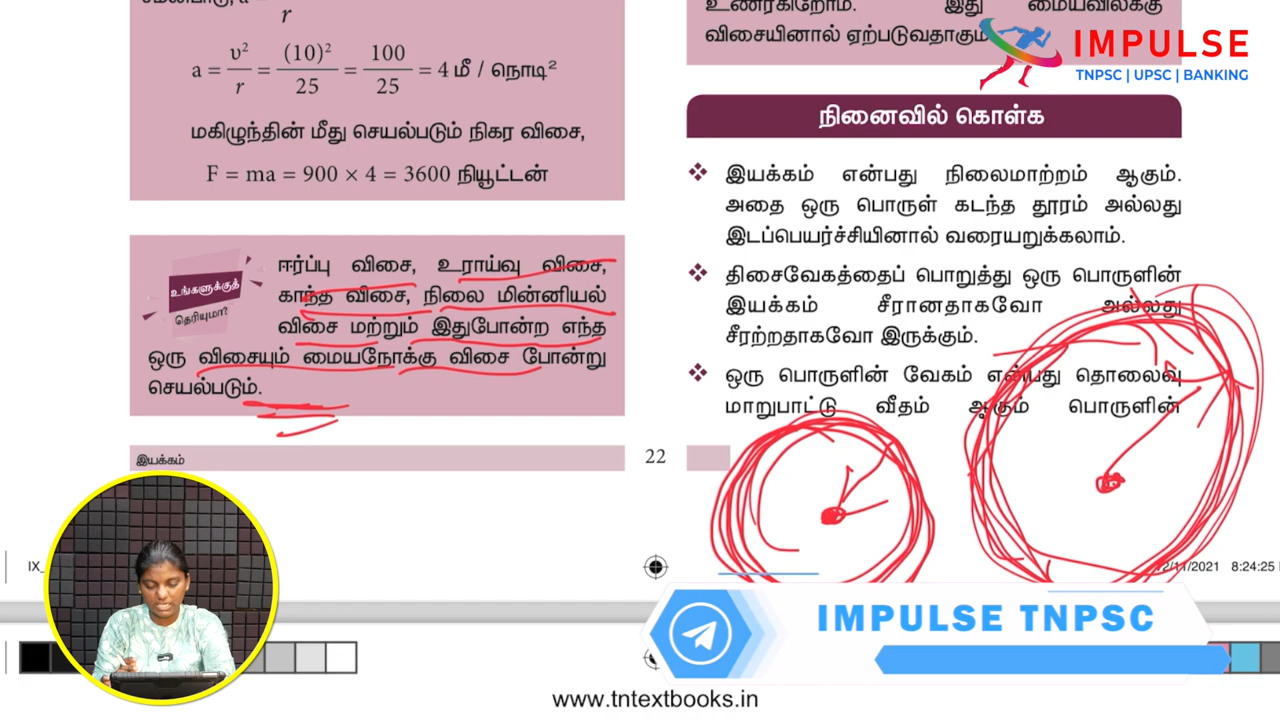 r
a = υ² / r = (10)² / 25 = 100 / 25 = 4 மீ / நொடி²
மகிழுந்தின் மீது செயல்படும் நிகர விசை,
F = ma = 900 × 4 = 3600 நியூட்டன்
உங்களுக்குத்
தெரியுமா?
ஈர்ப்பு விசை, உராய்வு விசை,
காந்த விசை, நிலை மின்னியல்
விசை மற்றும் இதுபோன்ற எந்த
ஒரு விசையும் மையநோக்கு விசை போன்று
செயல்படும்.
இயக்கம்
22
உணர்கிறோம். இது மையவிலக்கு
விசையினால் ஏற்படுவதாகும்
IMPULSE
TNPSC | UPSC | BANKING
நினைவில் கொள்க
❖ இயக்கம் என்பது நிலைமாற்றம் ஆகும்.
அதை ஒரு பொருள் கடந்த தூரம் அல்லது
இடப்பெயர்ச்சியினால் வரையறுக்கலாம்.
❖ திசைவேகத்தைப் பொறுத்து ஒரு பொருளின்
இயக்கம் சீரானதாகவோ அல்லது
சீரற்றதாகவோ இருக்கும்.
❖ ஒரு பொருளின் வேகம் என்பது தொலைவு
மாறுபாட்டு வீதம் ஆகும் பொருளின்
IX_
12/11/2021 8:24:25
IMPULSE TNPSC
www.tntextbooks.in